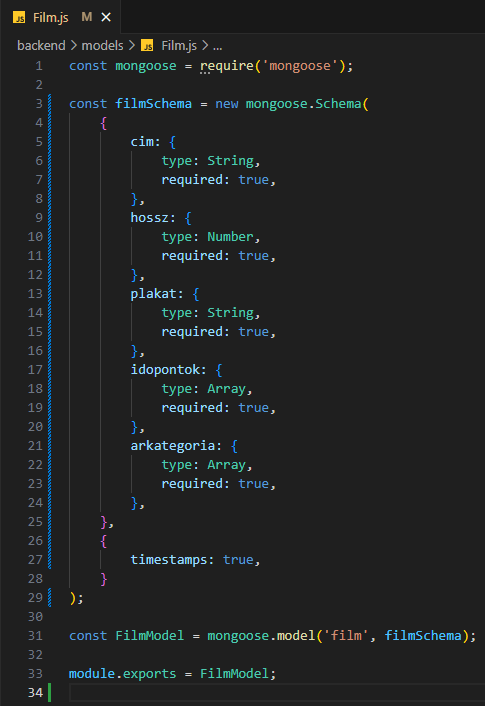 JS Film.js M ×
backend > models > JS Film.js > ...
1 const mongoose = require('mongoose');
2
3 const filmSchema = new mongoose.Schema(
4     {
5         cim: {
6             type: String,
7             required: true,
8         },
9         hossz: {
10             type: Number,
11             required: true,
12         },
13         plakat: {
14             type: String,
15             required: true,
16         },
17         idopontok: {
18             type: Array,
19             required: true,
20         },
21         arkategoria: {
22             type: Array,
23             required: true,
24         },
25     },
26     {
27         timestamps: true,
28     }
29 );
30
31 const FilmModel = mongoose.model('film', filmSchema);
32
33 module.exports = FilmModel;
34